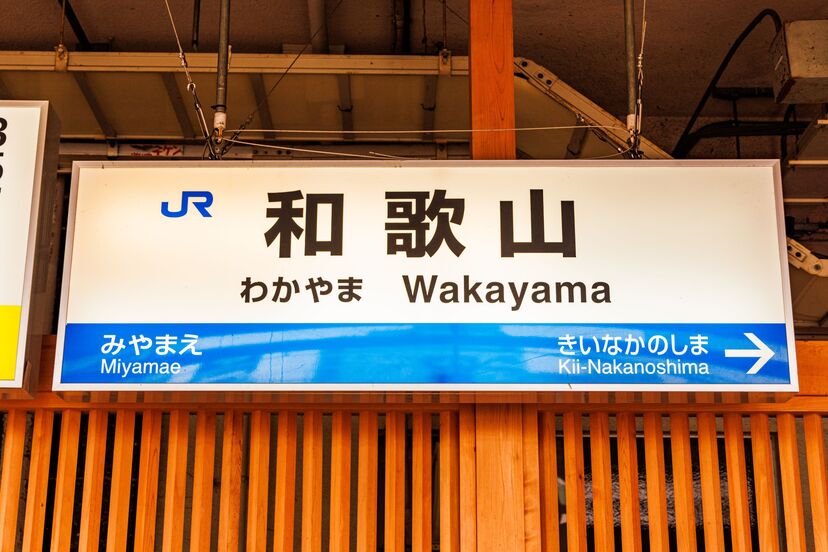 JR 和歌山
わかやま Wakayama
みやまえ きいなかのしま →
Miyamae Kii-Nakanoshima